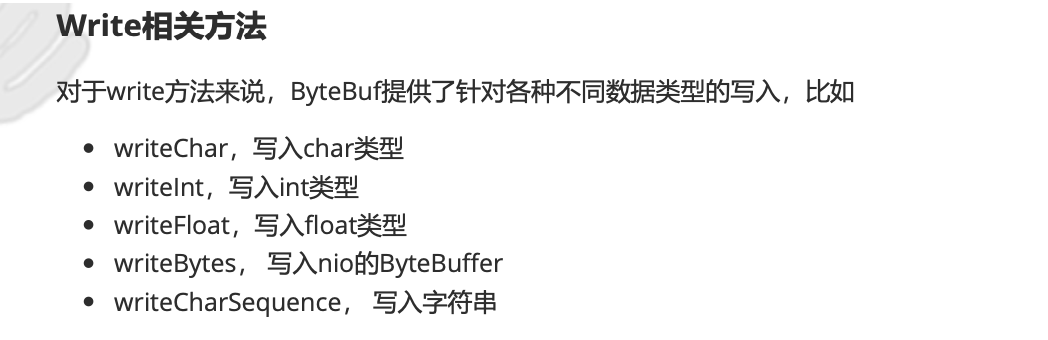 Write相关方法
对于write方法来说，ByteBuf提供了针对各种不同数据类型的写入，比如
• writeChar，写入char类型
• writeInt，写入int类型
• writeFloat，写入float类型
• writeBytes， 写入nio的ByteBuffer
• writeCharSequence， 写入字符串